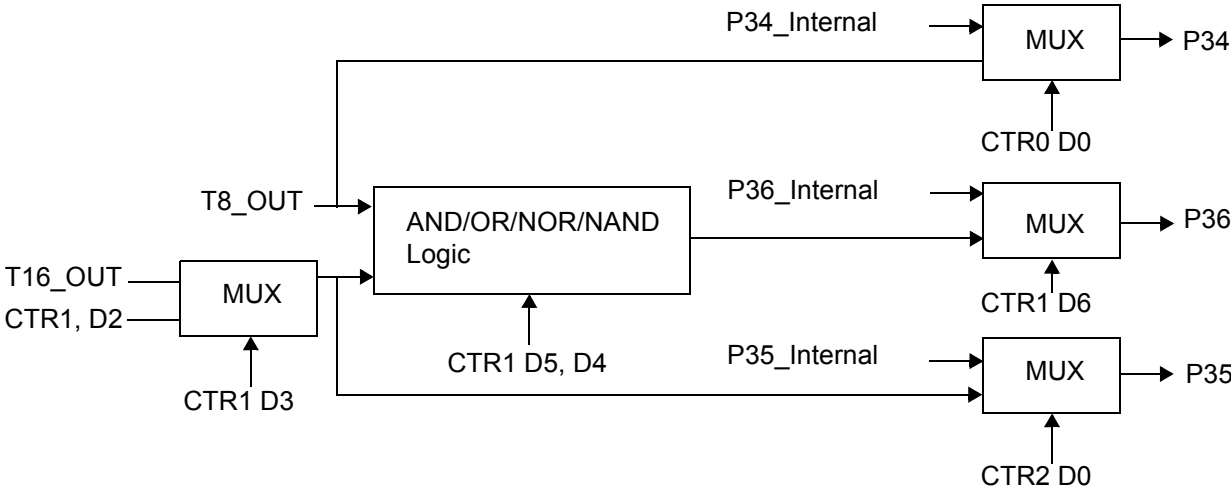 P34_Internal
MUX
P34
CTR0 D0
T8_OUT
AND/OR/NOR/NAND
Logic
P36_Internal
MUX
P36
CTR1 D6
T16_OUT
CTR1, D2
MUX
CTR1 D3
CTR1 D5, D4
P35_Internal
MUX
P35
CTR2 D0